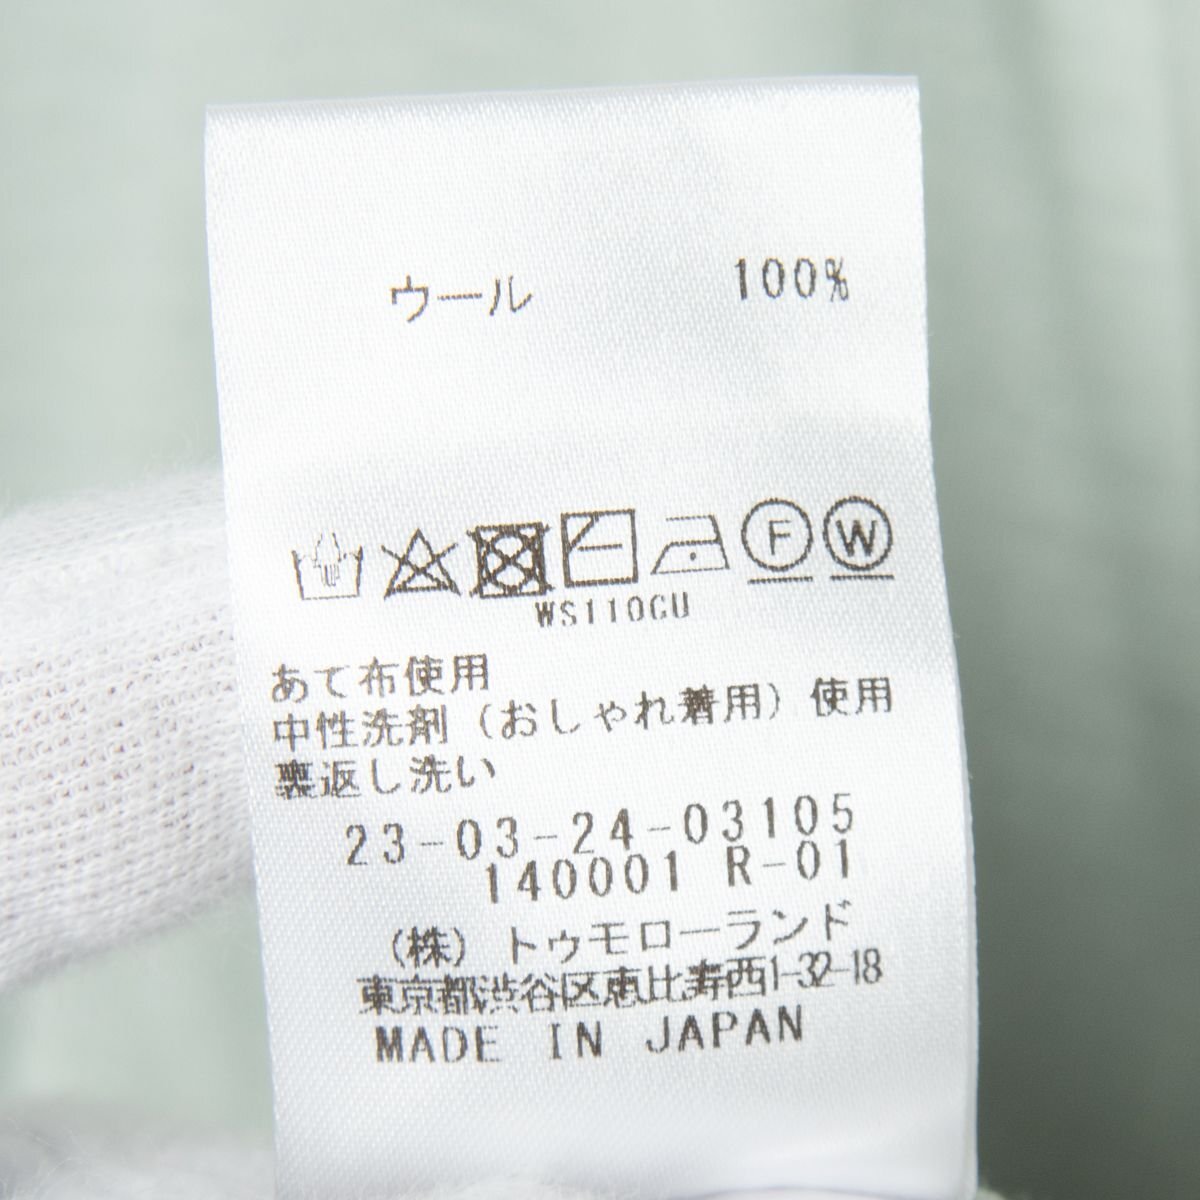 ウール 100%
F W
WS110GU
あて布使用
中性洗剤(おしゃれ着用)使用
裏返し洗い
23-03-24-03105
140001 R-01
(株)トゥモローランド
東京都渋谷区恵比寿西1-32-18
MADE IN JAPAN